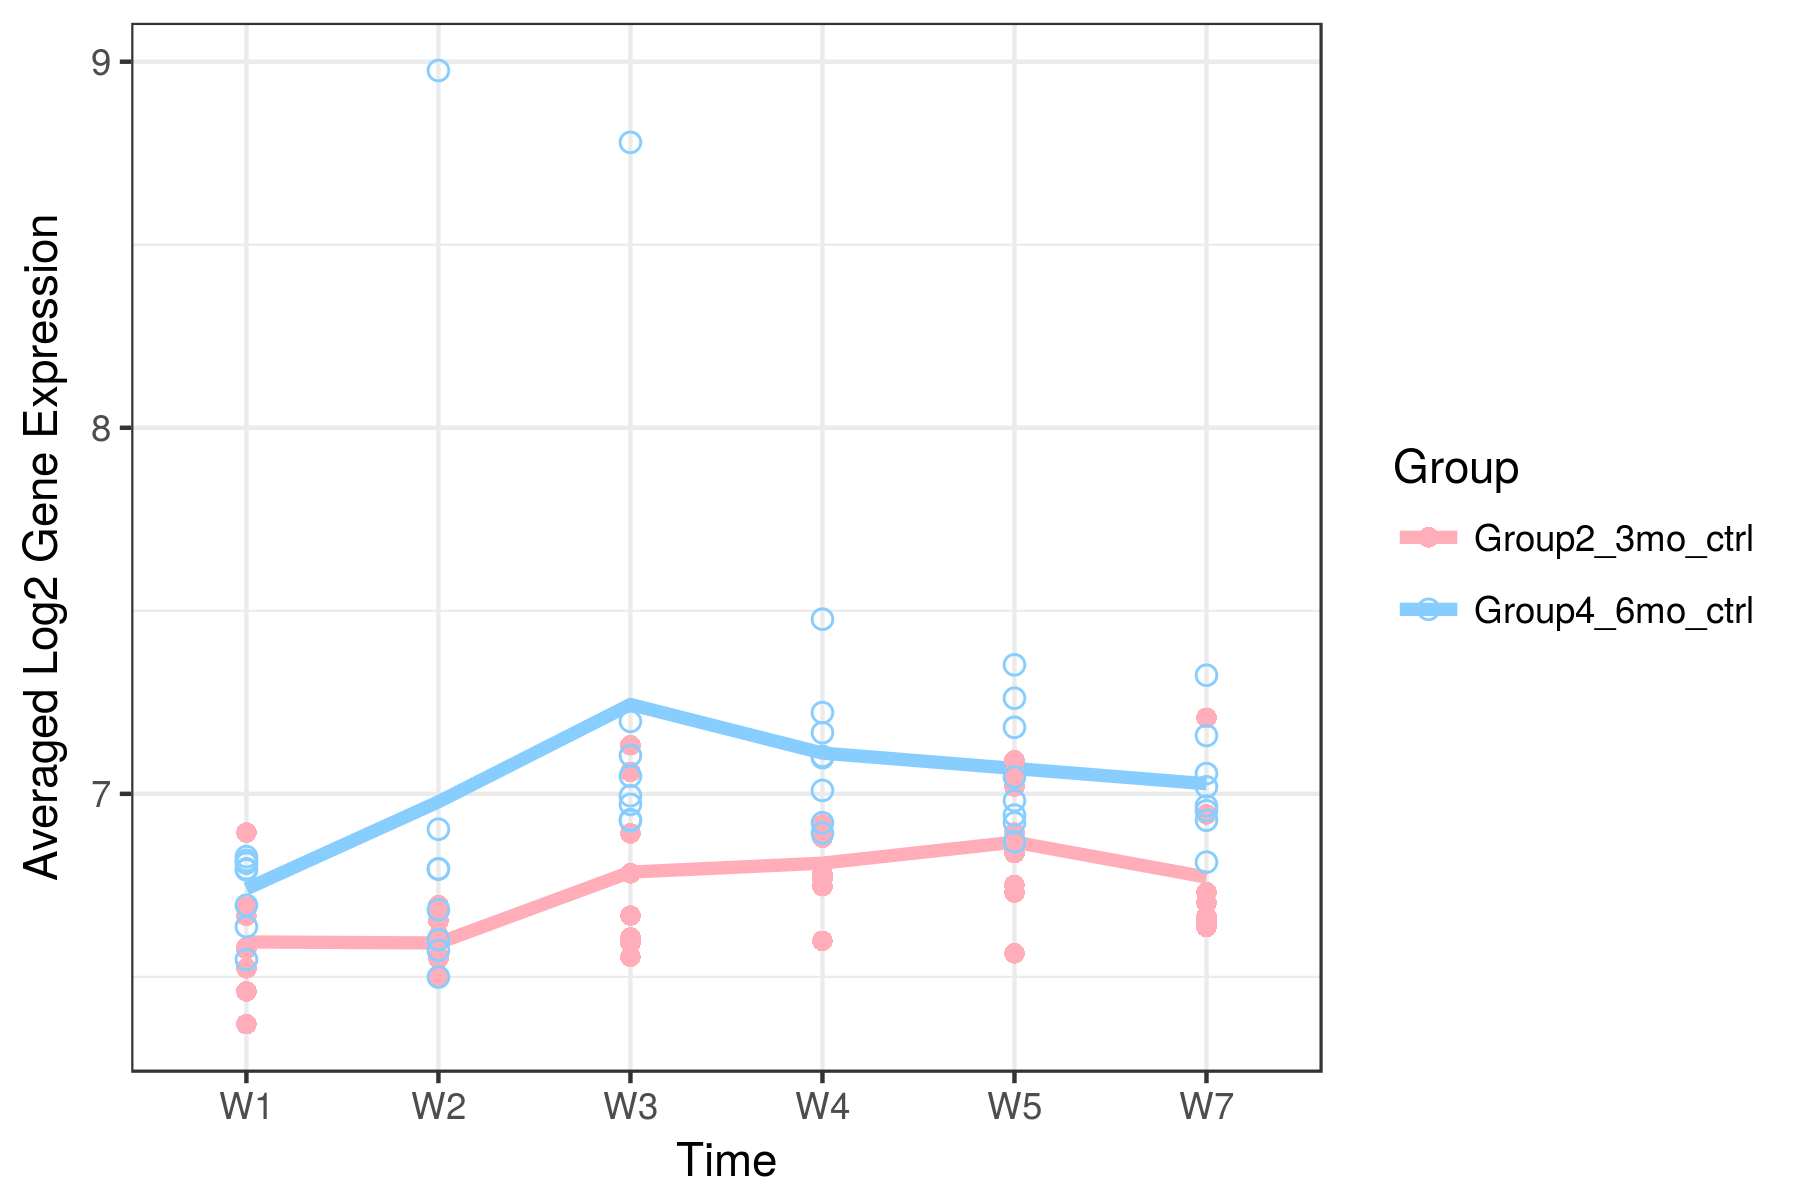 9
8
7
Averaged Log2 Gene Expression
W1 W2 W3 W4 W5 W7
Time
Group
Group2_3mo_ctrl
Group4_6mo_ctrl